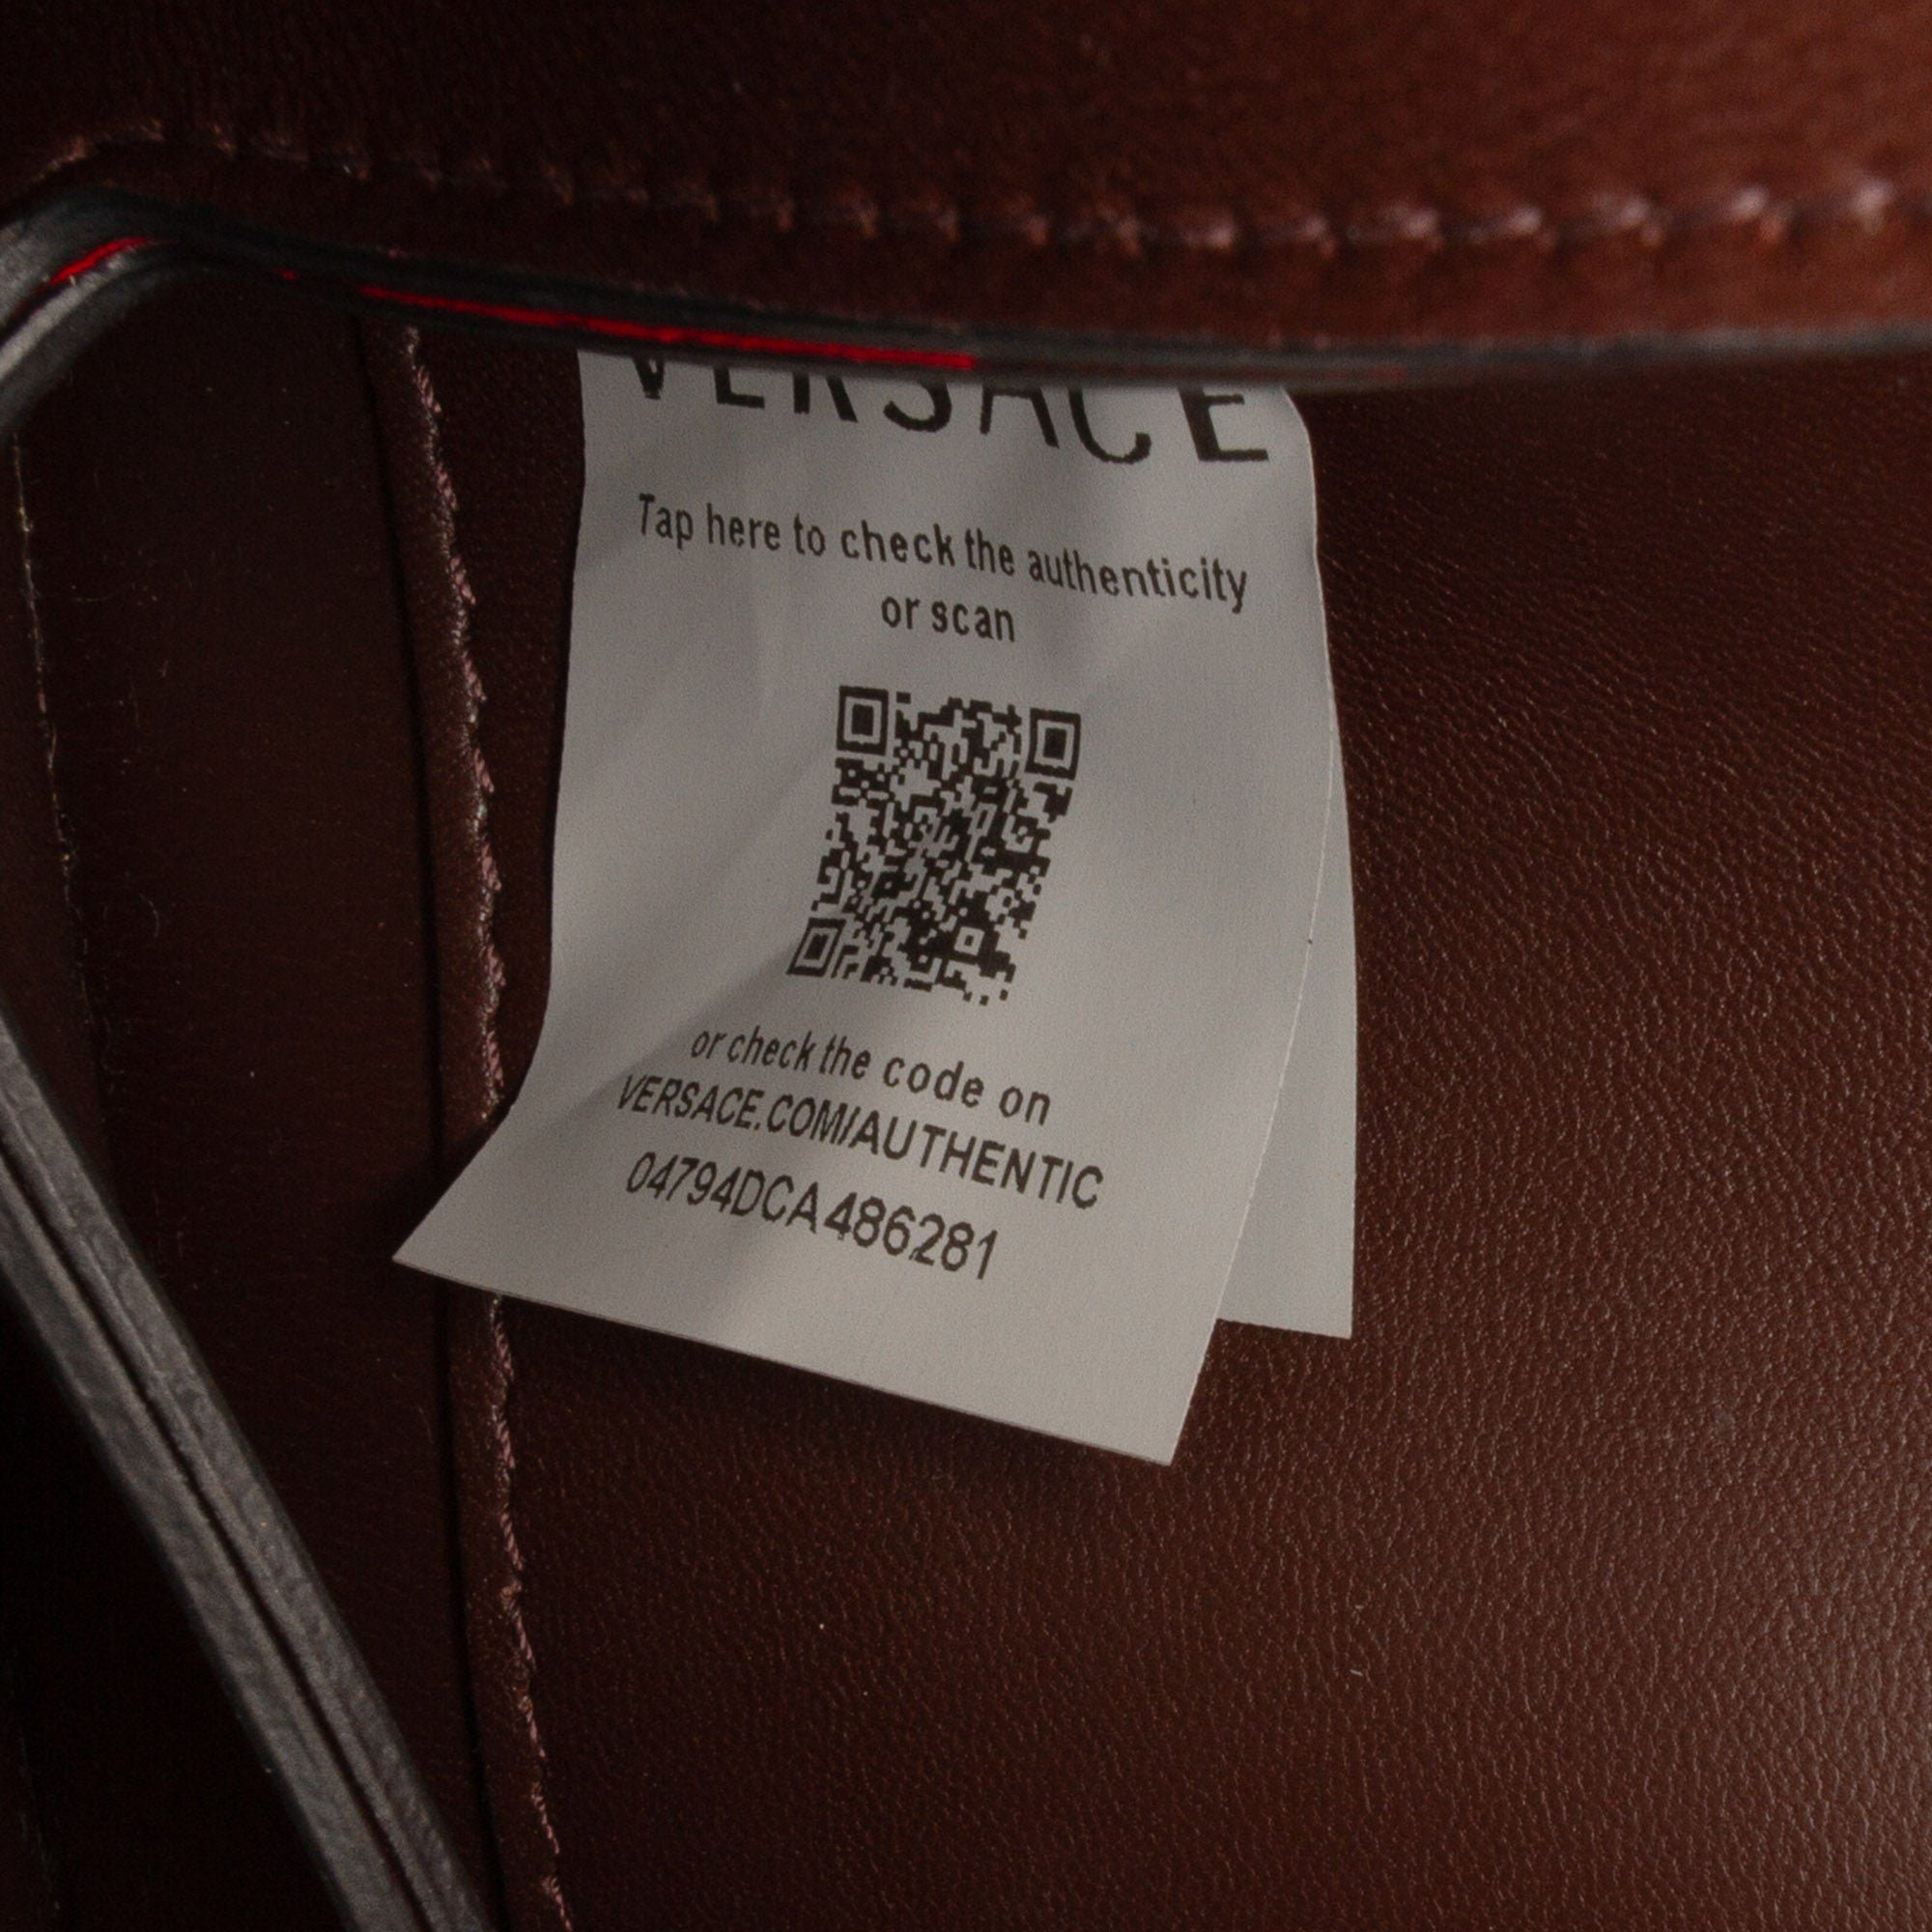 VERSACE
Tap here to check the authenticity
or scan
or check the code on
VERSACE.COM/AUTHENTIC
04794DCA486281